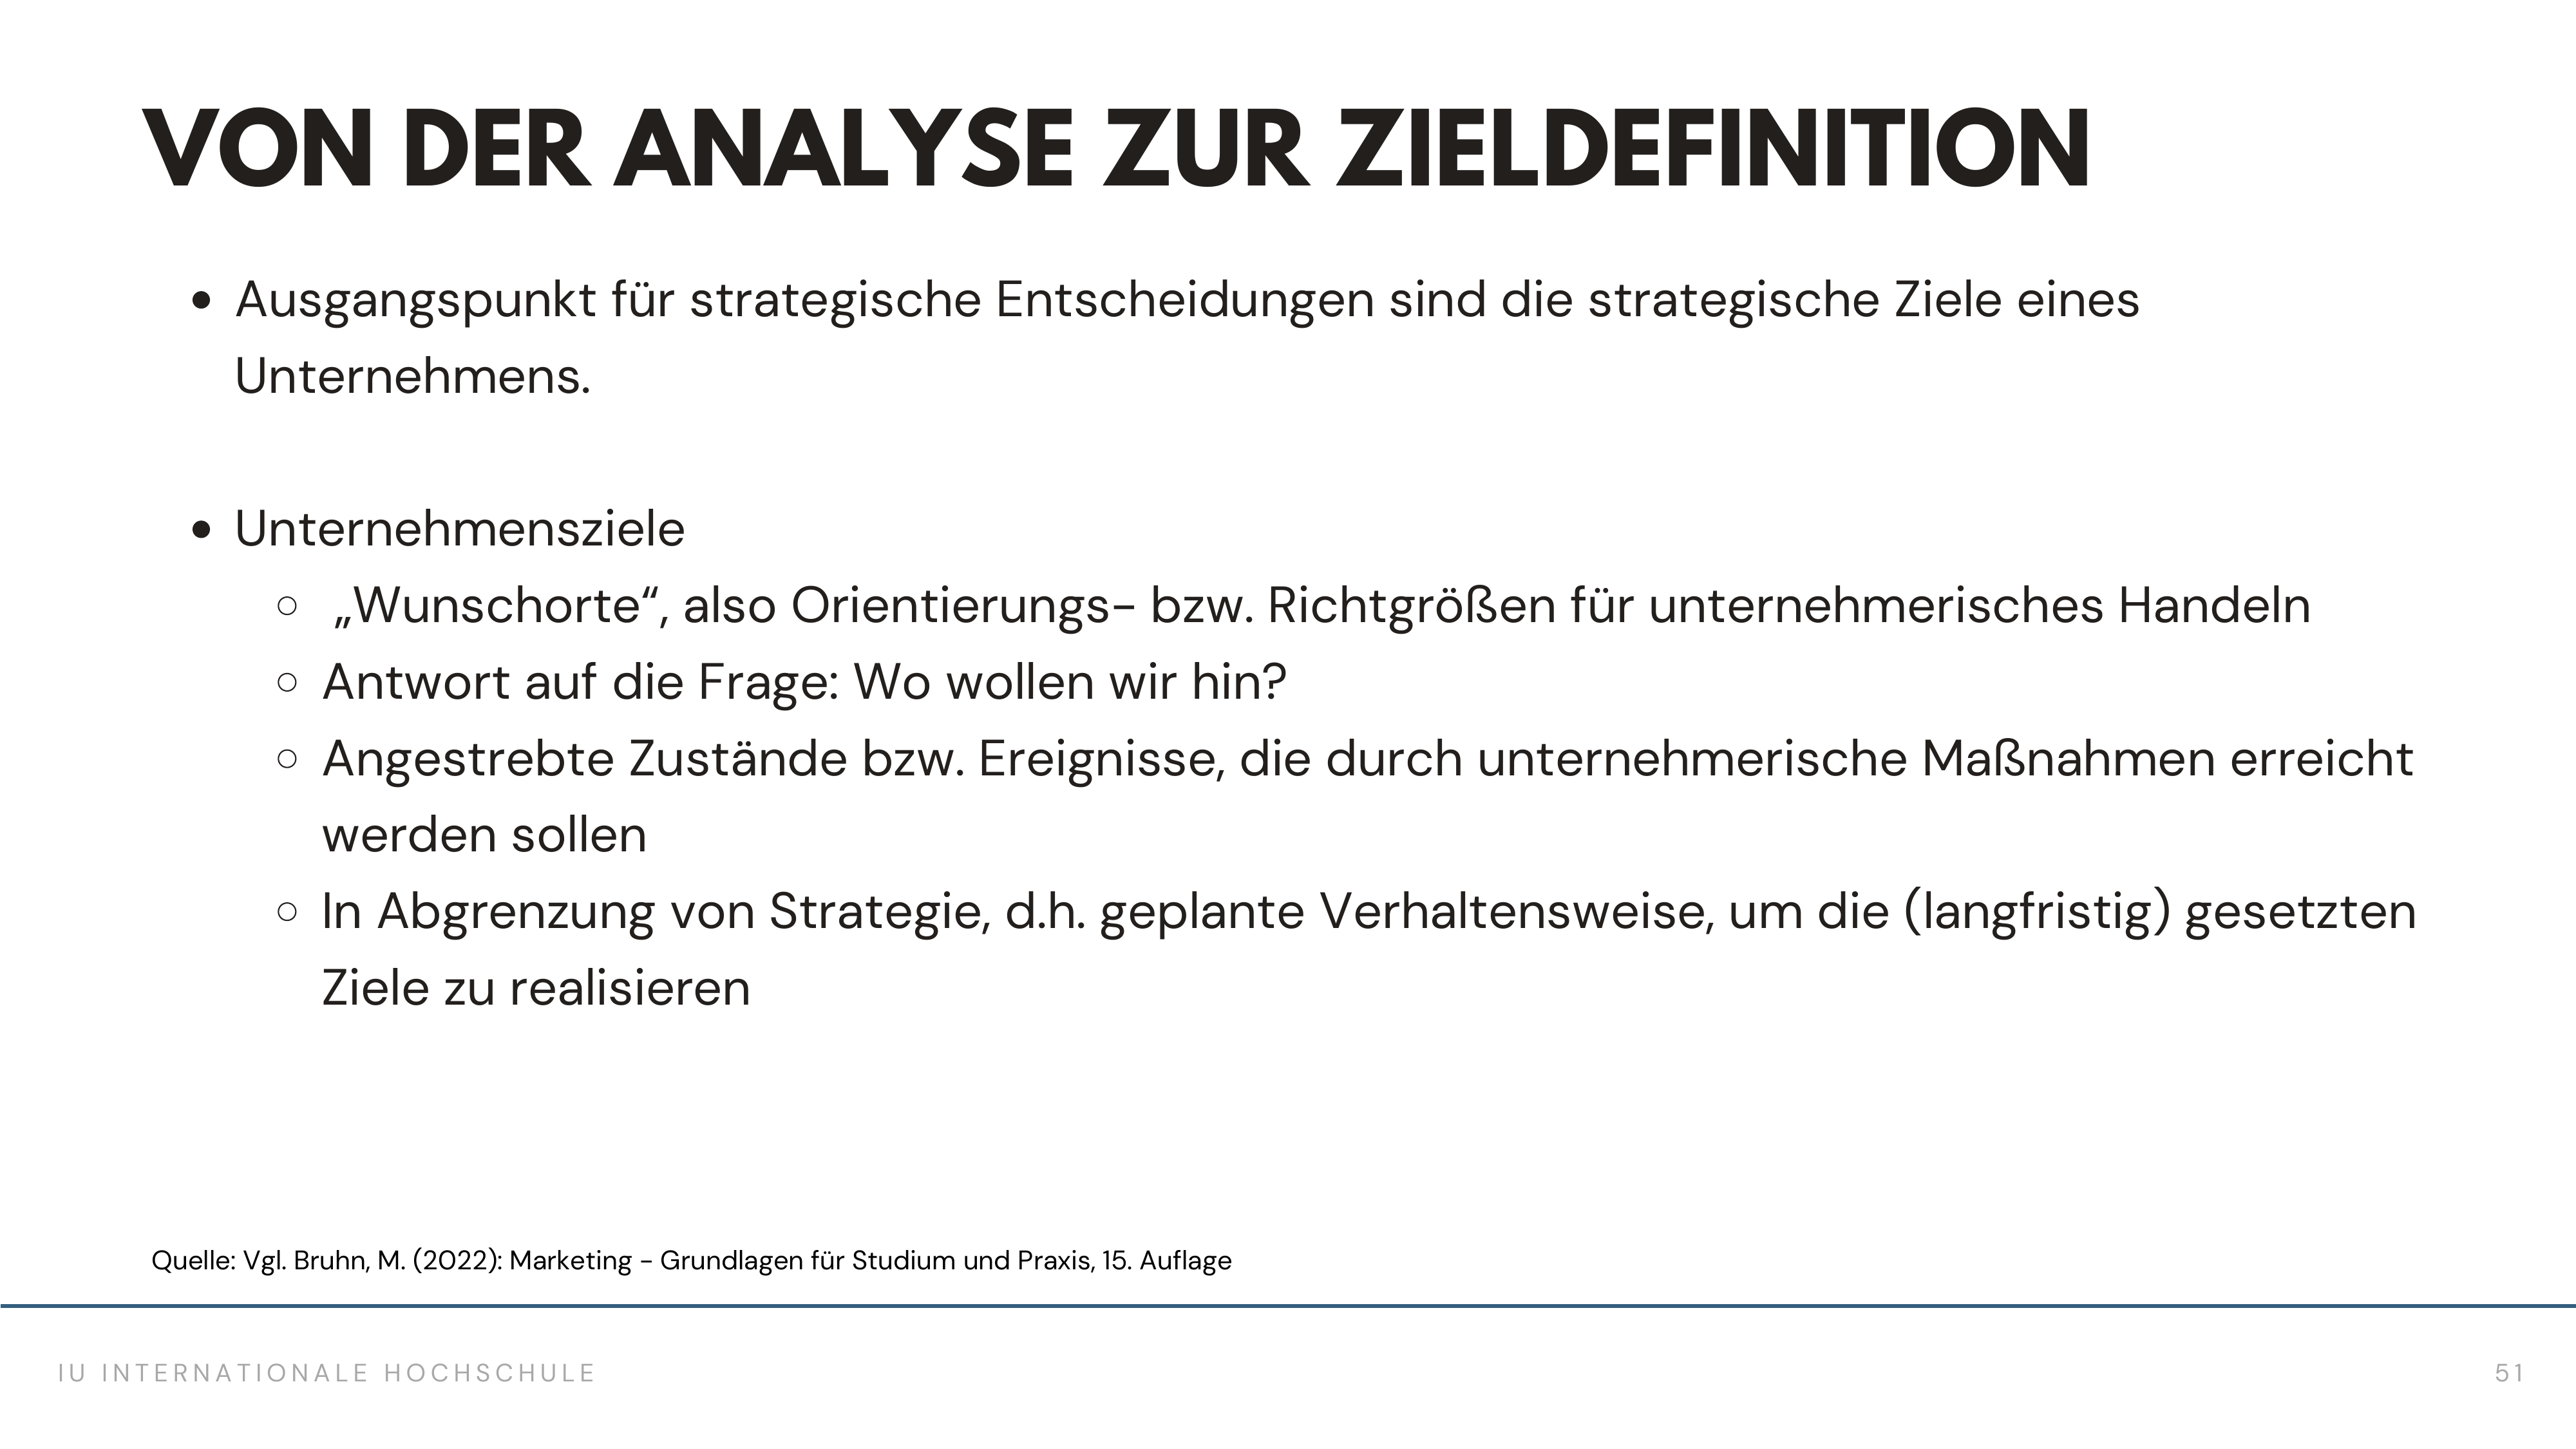 VON DER ANALYSE ZUR ZIELDEFINITION
• Ausgangspunkt für strategische Entscheidungen sind die strategische Ziele eines
Unternehmens.
• Unternehmensziele
○ „Wunschorte“, also Orientierungs- bzw. Richtgrößen für unternehmerisches Handeln
○ Antwort auf die Frage: Wo wollen wir hin?
○ Angestrebte Zustände bzw. Ereignisse, die durch unternehmerische Maßnahmen erreicht
werden sollen
○ In Abgrenzung von Strategie, d.h. geplante Verhaltensweise, um die (langfristig) gesetzten
Ziele zu realisieren
Quelle: Vgl. Bruhn, M. (2022): Marketing - Grundlagen für Studium und Praxis, 15. Auflage
IU INTERNATIONALE HOCHSCHULE
51